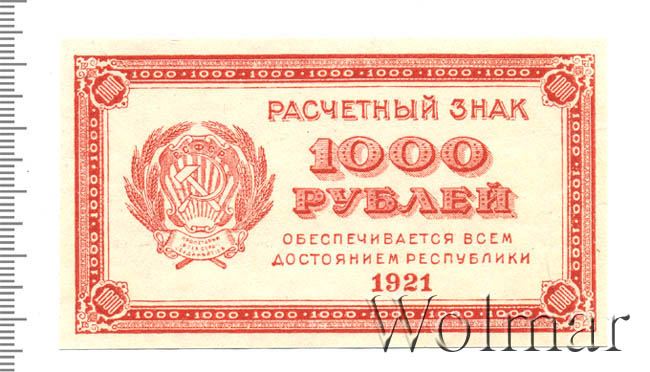 1000 1000 1000 1000 1000 1000 1000 1000
РАСЧЕТНЫЙ ЗНАК
1000
РУБЛЕЙ
ОБЕСПЕЧИВАЕТСЯ ВСЕМ
ДОСТОЯНИЕМ РЕСПУБЛИКИ
1921
Wolmar